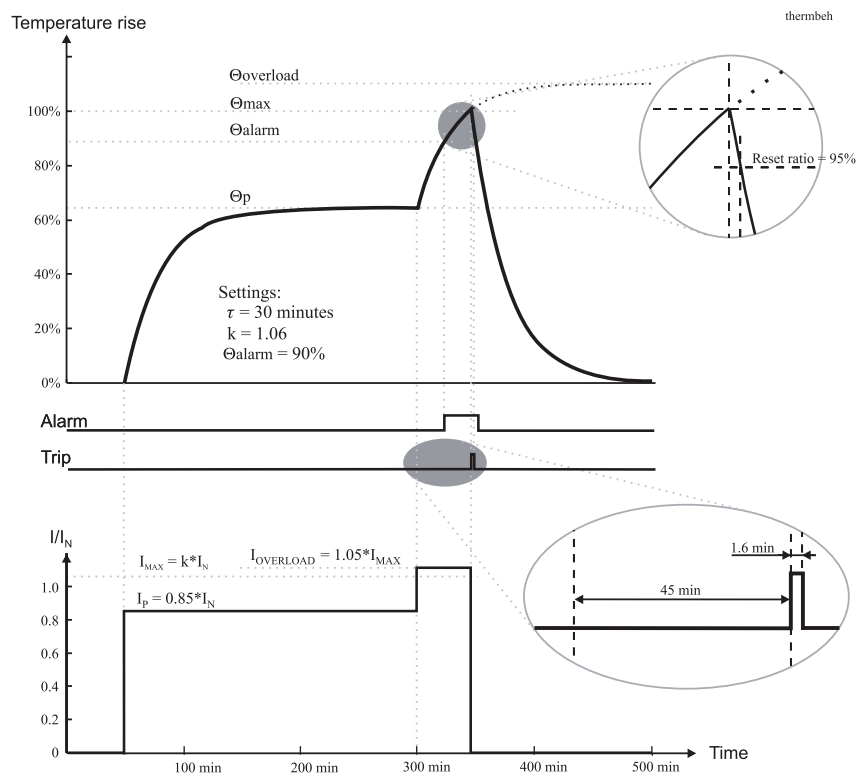 thermbeh
Temperature rise
Θoverload
Θmax
100%
Θalarm
80%
Reset ratio = 95%
Θp
60%
40%
Settings:
τ = 30 minutes
k = 1.06
Θalarm = 90%
20%
0%
Alarm
Trip
I/IN
IMAX = k*IN
IOVERLOAD = 1.05*IMAX
1.6 min
1.0
IP = 0.85*IN
45 min
0.8
0.6
0.4
0.2
0
Time
100 min
200 min
300 min
400 min
500 min